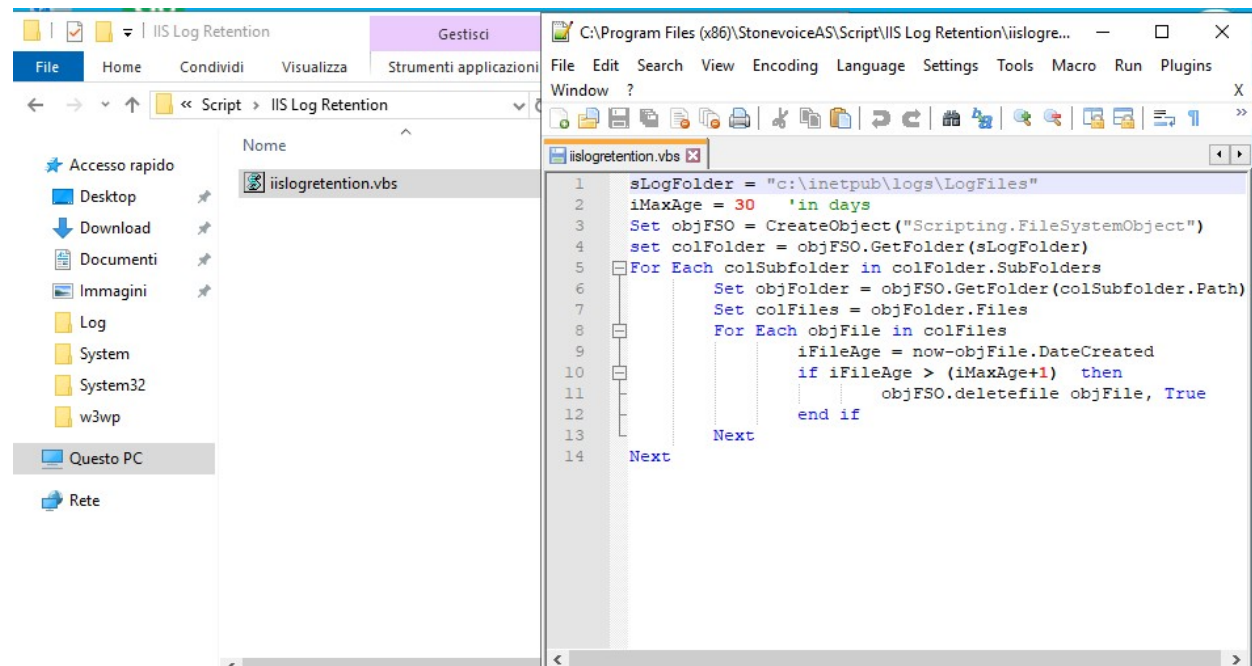 IIS Log Retention
Gestisci
File
Home
Condividi
Visualizza
Strumenti applicazioni
« Script › IIS Log Retention
Nome
Accesso rapido
Desktop
Download
Documenti
Immagini
Log
System
System32
w3wp
Questo PC
Rete
iislogretention.vbs
C:\Program Files (x86)\StonevoiceAS\Script\IIS Log Retention\iislogre...
File Edit Search View Encoding Language Settings Tools Macro Run Plugins
Window ? X
iislogretention.vbs
1 sLogFolder = "c:\inetpub\logs\LogFiles"
2 iMaxAge = 30 'in days
3 Set objFSO = CreateObject("Scripting.FileSystemObject")
4 set colFolder = objFSO.GetFolder(sLogFolder)
5 For Each colSubfolder in colFolder.SubFolders
6 Set objFolder = objFSO.GetFolder(colSubfolder.Path)
7 Set colFiles = objFolder.Files
8 For Each objFile in colFiles
9 iFileAge = now-objFile.DateCreated
10 if iFileAge > (iMaxAge+1) then
11 objFSO.deletefile objFile, True
12 end if
13 Next
14 Next